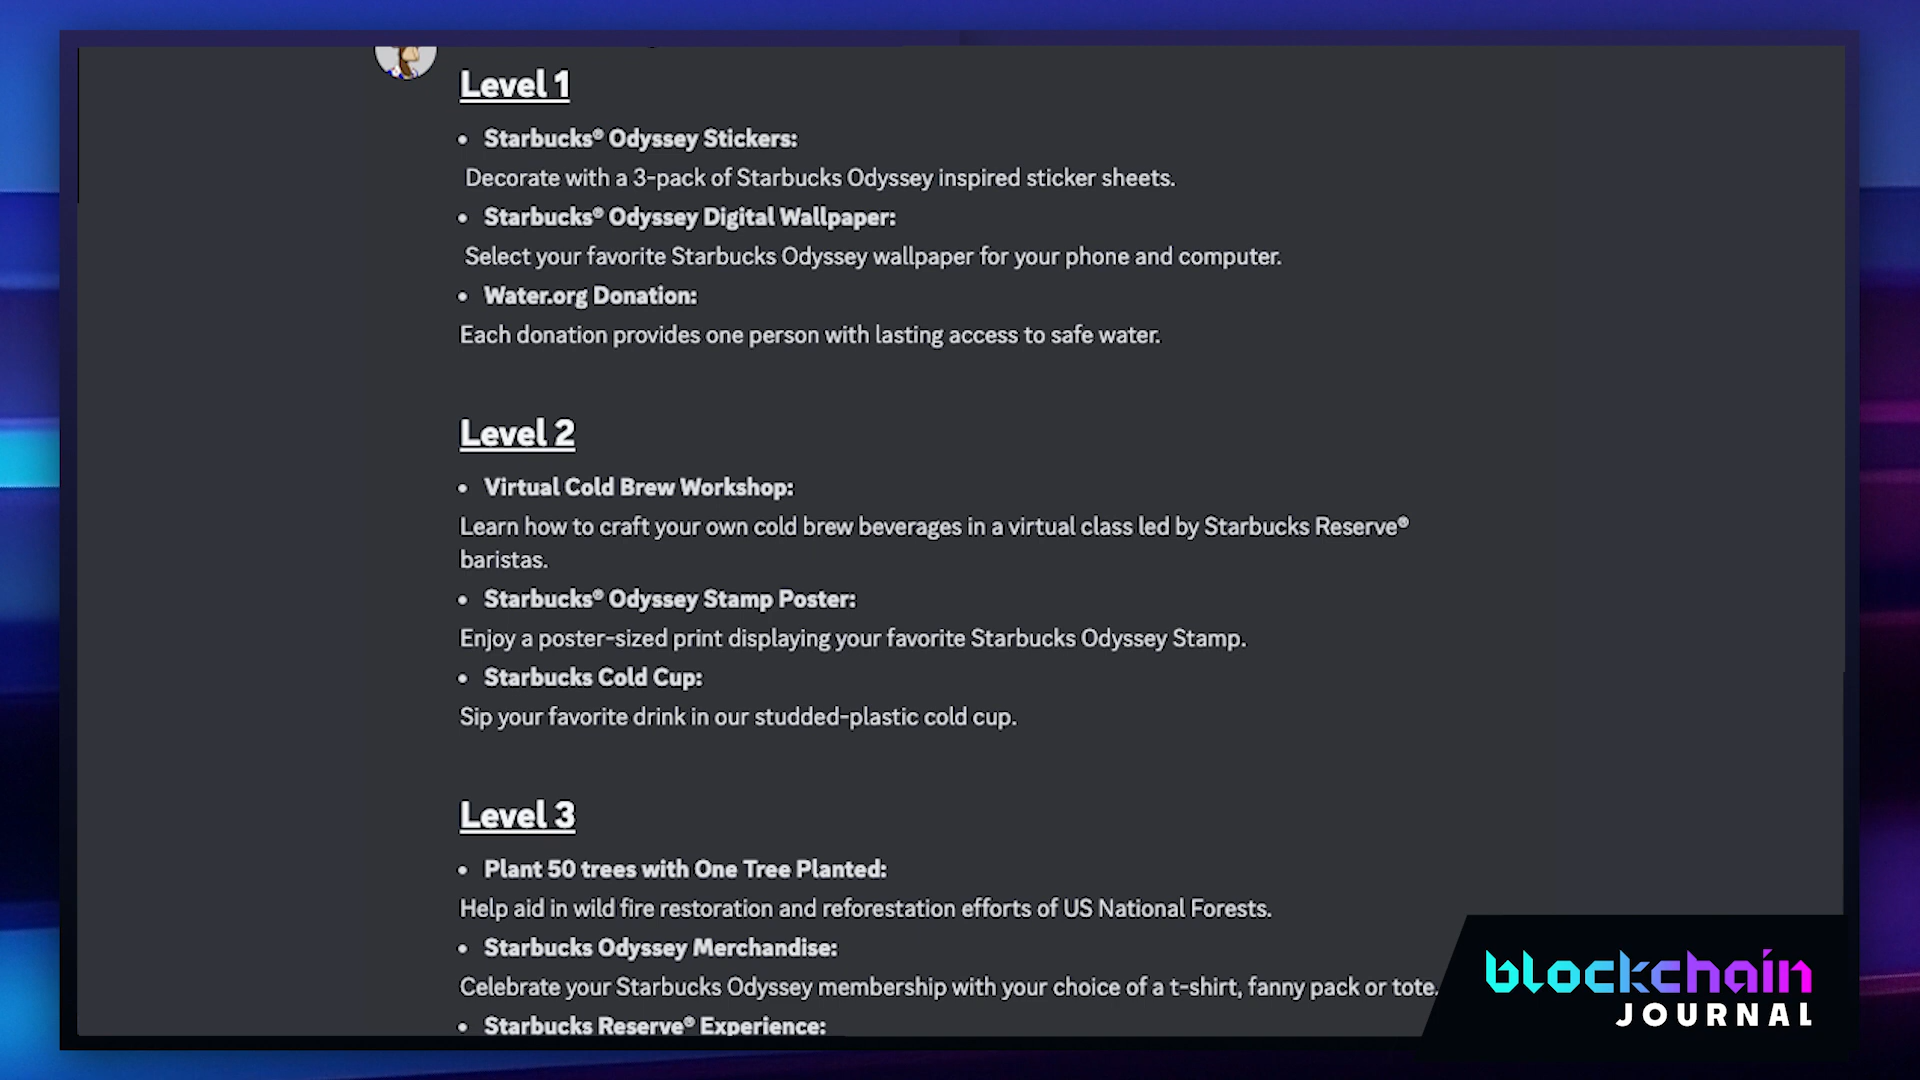 Level 1
• Starbucks® Odyssey Stickers:
Decorate with a 3-pack of Starbucks Odyssey inspired sticker sheets.
• Starbucks® Odyssey Digital Wallpaper:
Select your favorite Starbucks Odyssey wallpaper for your phone and computer.
• Water.org Donation:
Each donation provides one person with lasting access to safe water.
Level 2
• Virtual Cold Brew Workshop:
Learn how to craft your own cold brew beverages in a virtual class led by Starbucks Reserve®
baristas.
• Starbucks® Odyssey Stamp Poster:
Enjoy a poster-sized print displaying your favorite Starbucks Odyssey Stamp.
• Starbucks Cold Cup:
Sip your favorite drink in our studded-plastic cold cup.
Level 3
• Plant 50 trees with One Tree Planted:
Help aid in wild fire restoration and reforestation efforts of US National Forests.
• Starbucks Odyssey Merchandise:
Celebrate your Starbucks Odyssey membership with your choice of a t-shirt, fanny pack or tote.
• Starbucks Reserve® Experience:
blockchain
JOURNAL